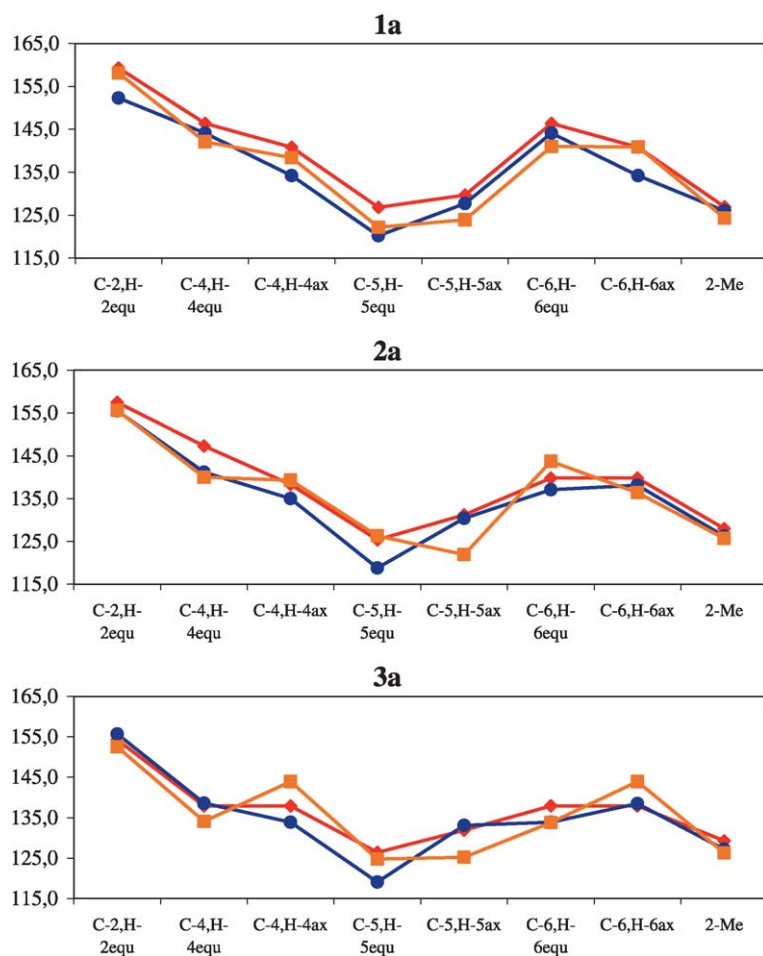 1a
165,0
155,0
145,0
135,0
125,0
115,0
C-2,H-
2equ
C-4,H-
4equ
C-4,H-4ax
C-5,H-
5equ
C-5,H-5ax
C-6,H-
6equ
C-6,H-6ax
2-Me
2a
165,0
155,0
145,0
135,0
125,0
115,0
C-2,H-
2equ
C-4,H-
4equ
C-4,H-4ax
C-5,H-
5equ
C-5,H-5ax
C-6,H-
6equ
C-6,H-6ax
2-Me
3a
165,0
155,0
145,0
135,0
125,0
115,0
C-2,H-
2equ
C-4,H-
4equ
C-4,H-4ax
C-5,H-
5equ
C-5,H-5ax
C-6,H-
6equ
C-6,H-6ax
2-Me